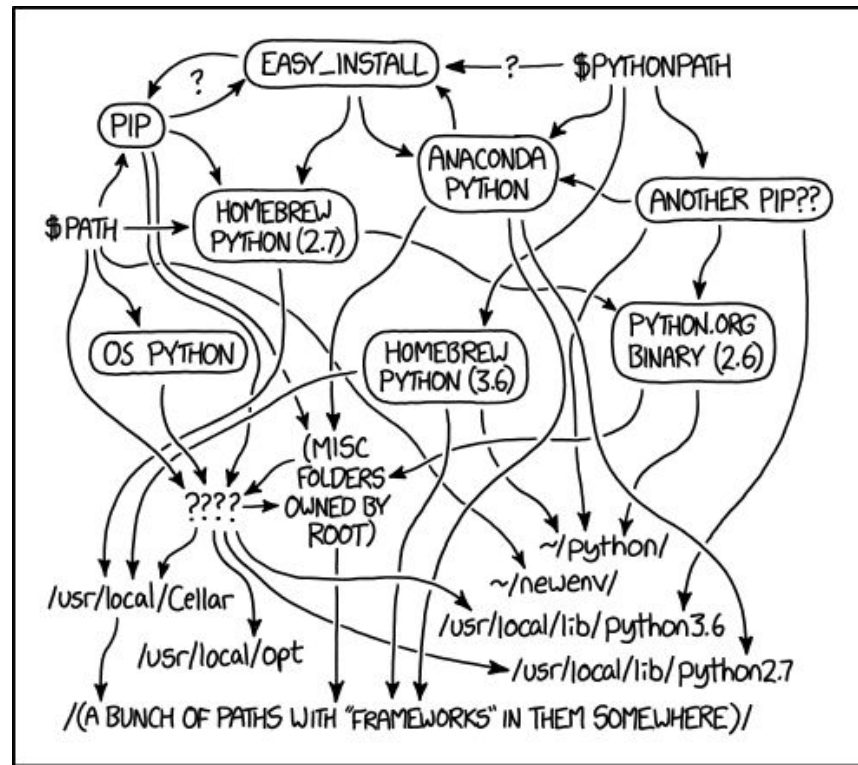 EASY_INSTALL
?
$PYTHONPATH
?
PIP
ANACONDA
PYTHON
ANOTHER PIP??
HOMEBREW
PYTHON (2.7)
$PATH
OS PYTHON
HOMEBREW
PYTHON (3.6)
PYTHON.ORG
BINARY (2.6)
(MISC
FOLDERS
OWNED BY
ROOT)
????
~/python/
~/newenv/
/usr/local/Cellar
/usr/local/lib/python3.6
/usr/local/opt
/usr/local/lib/python2.7
/(A BUNCH OF PATHS WITH "FRAMEWORKS" IN THEM SOMEWHERE)/